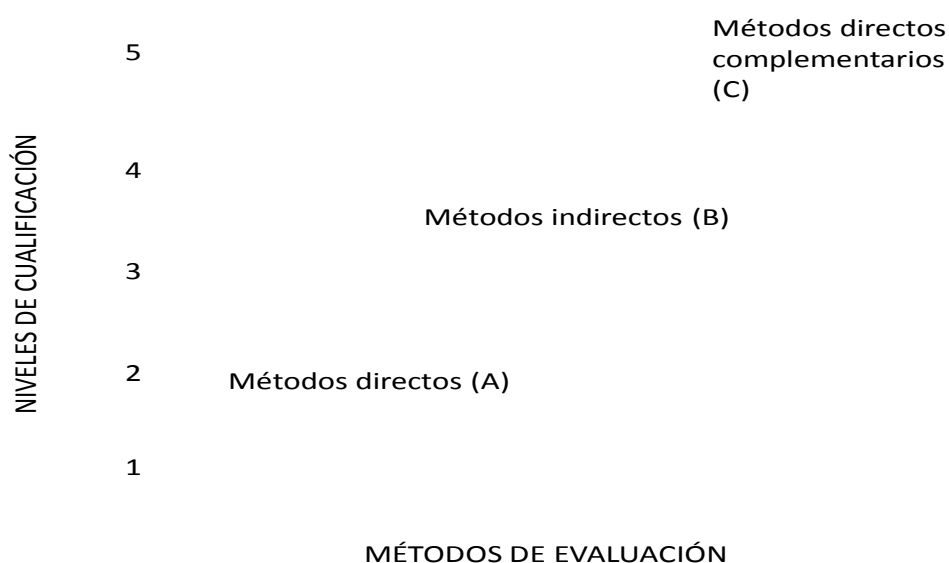 Métodos directos
complementarios
(C)
5
4
Métodos indirectos (B)
3
2
Métodos directos (A)
1
NIVELES DE CUALIFICACIÓN
MÉTODOS DE EVALUACIÓN